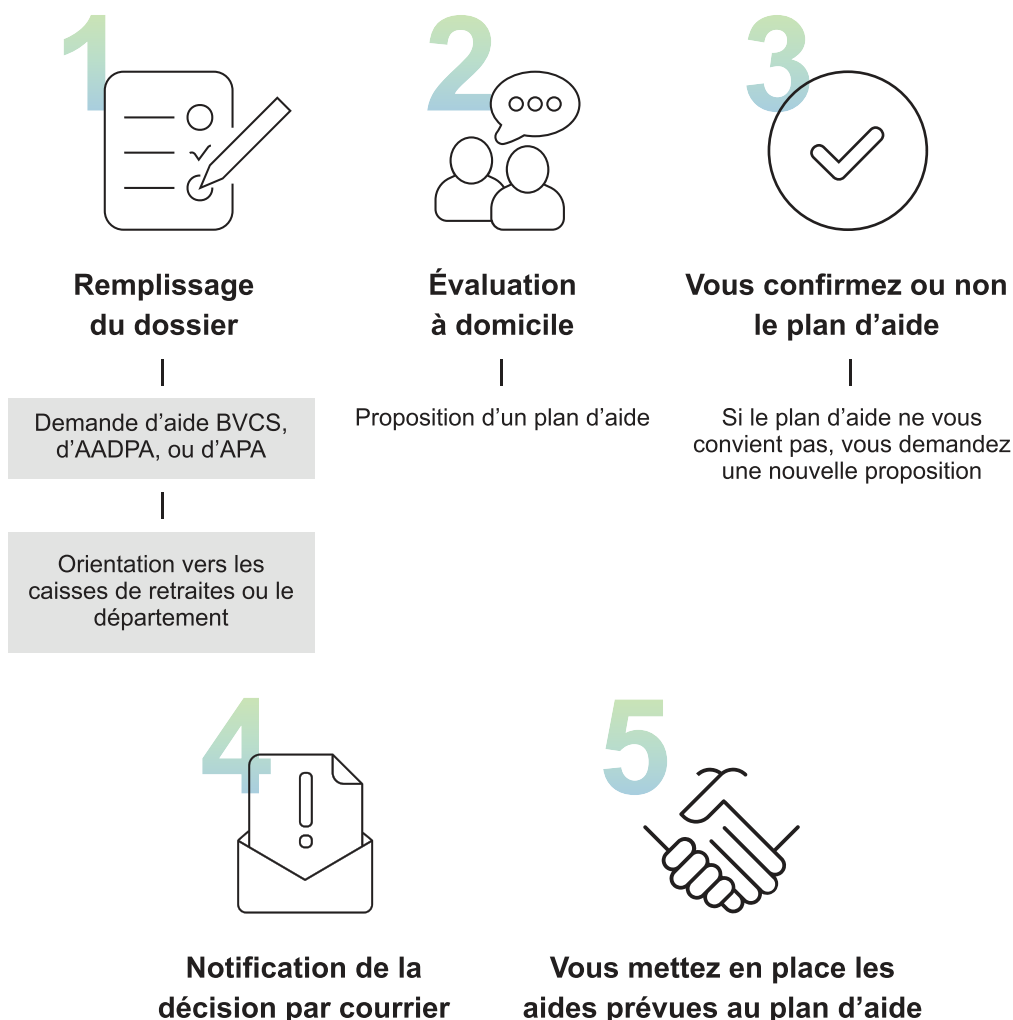 1
Remplissage
du dossier
Demande d’aide BVCS,
d’AADPA, ou d’APA
Orientation vers les
caisses de retraites ou le
département
2
Évaluation
à domicile
Proposition d’un plan d’aide
3
Vous confirmez ou non
le plan d’aide
Si le plan d’aide ne vous
convient pas, vous demandez
une nouvelle proposition
4
Notification de la
décision par courrier
5
Vous mettez en place les
aides prévues au plan d’aide